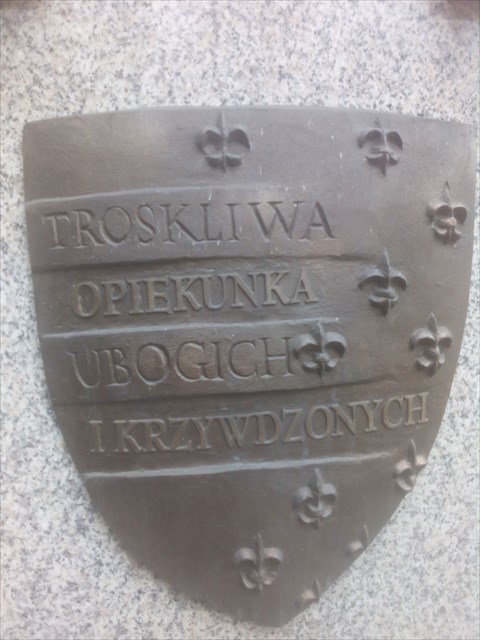 TROSKLIWA
OPIEKUNKA
UBOGICH
I KRZYWDZONYCH